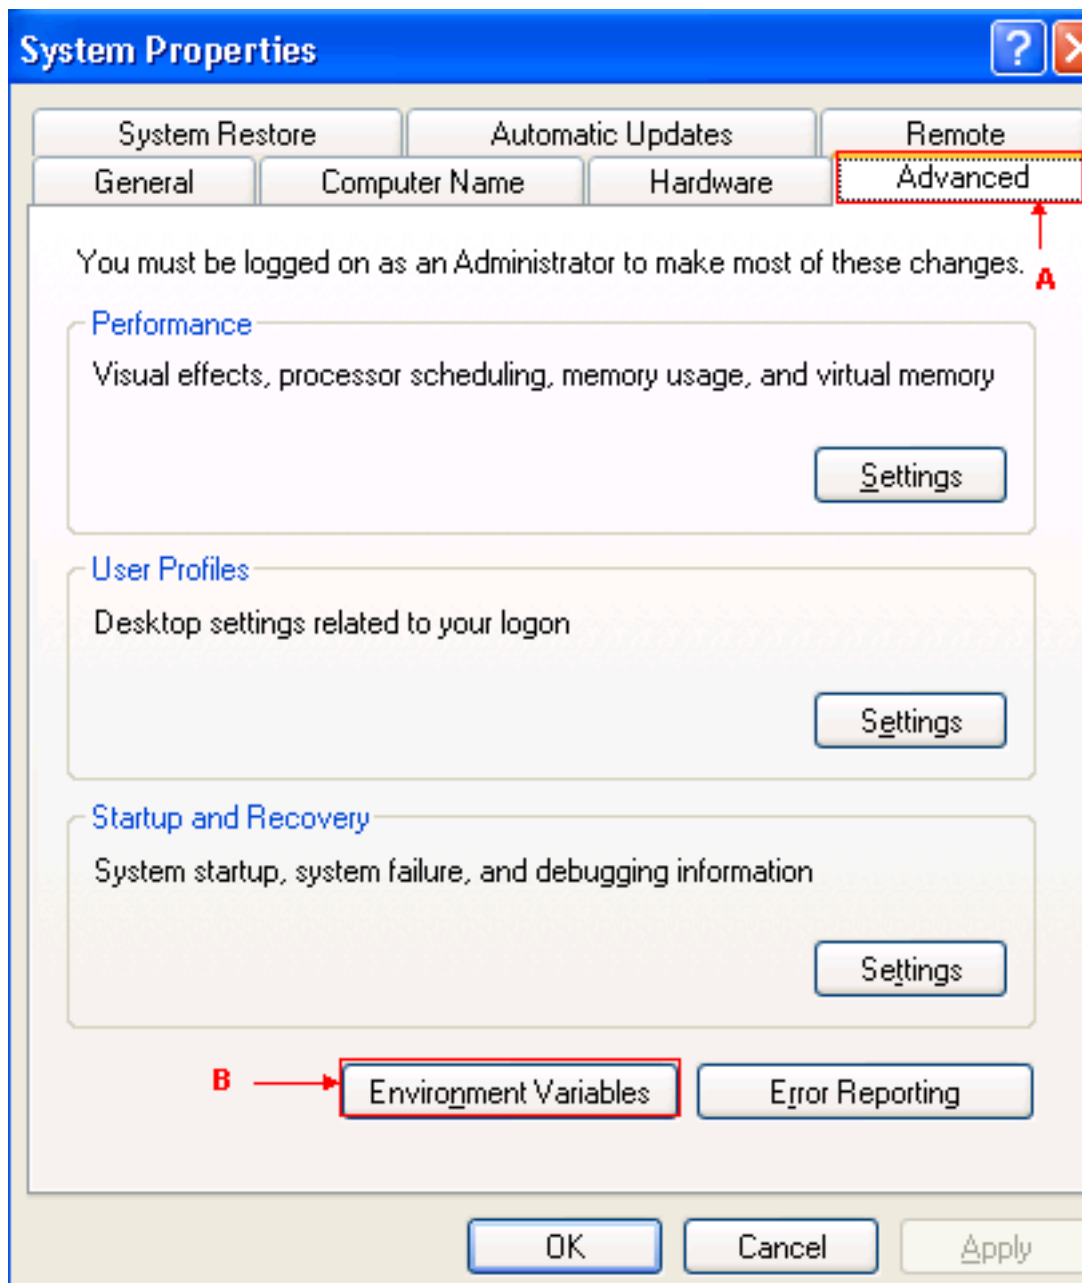 System Properties
?
System Restore Automatic Updates Remote
General Computer Name Hardware Advanced
You must be logged on as an Administrator to make most of these changes.
A
Performance
Visual effects, processor scheduling, memory usage, and virtual memory
Settings
User Profiles
Desktop settings related to your logon
Settings
Startup and Recovery
System startup, system failure, and debugging information
Settings
B Environment Variables Error Reporting
OK Cancel Apply